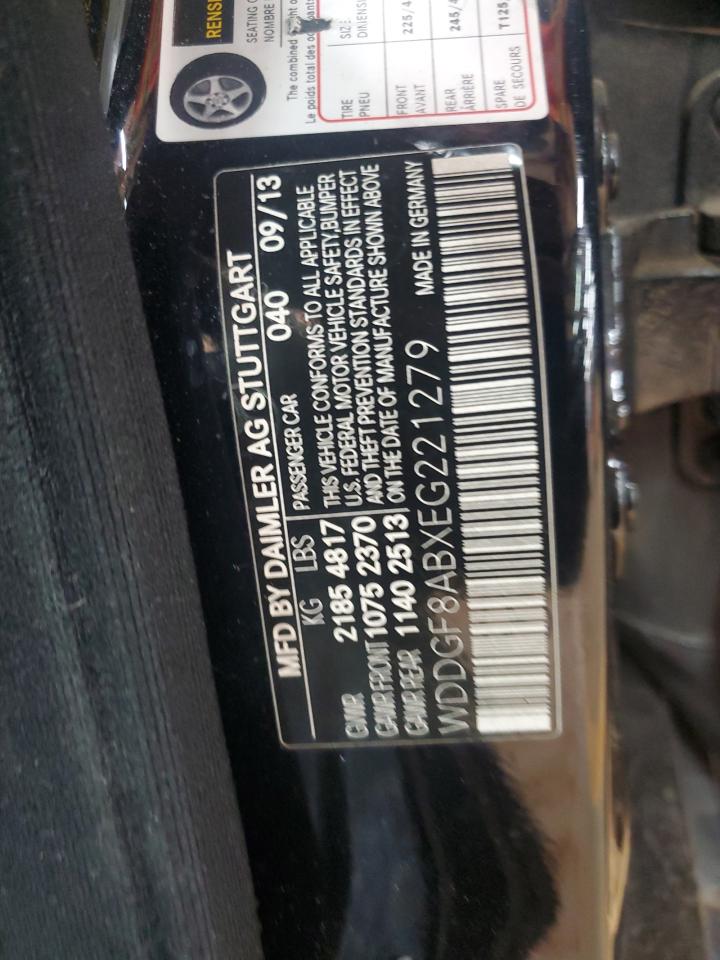 RENSE
SEATING C
NOMBRE
The combined
Le poids total des occupants
TIRE SIZE
PNEU DIMENSI
FRONT 225/4
AVANT
REAR 245/4
ARRIÈRE
SPARE T125
DE SECOURS
MFD BY DAIMLER AG STUTTGART
KG LBS PASSENGER CAR 040 09/13
GVWR 2185 4817 THIS VEHICLE CONFORMS TO ALL APPLICABLE
GAWR FRONT 1075 2370 U.S. FEDERAL MOTOR VEHICLE SAFETY,BUMPER
GAWR REAR 1140 2513 AND THEFT PREVENTION STANDARDS IN EFFECT
ON THE DATE OF MANUFACTURE SHOWN ABOVE
WDDGF8ABXEG221279 MADE IN GERMANY